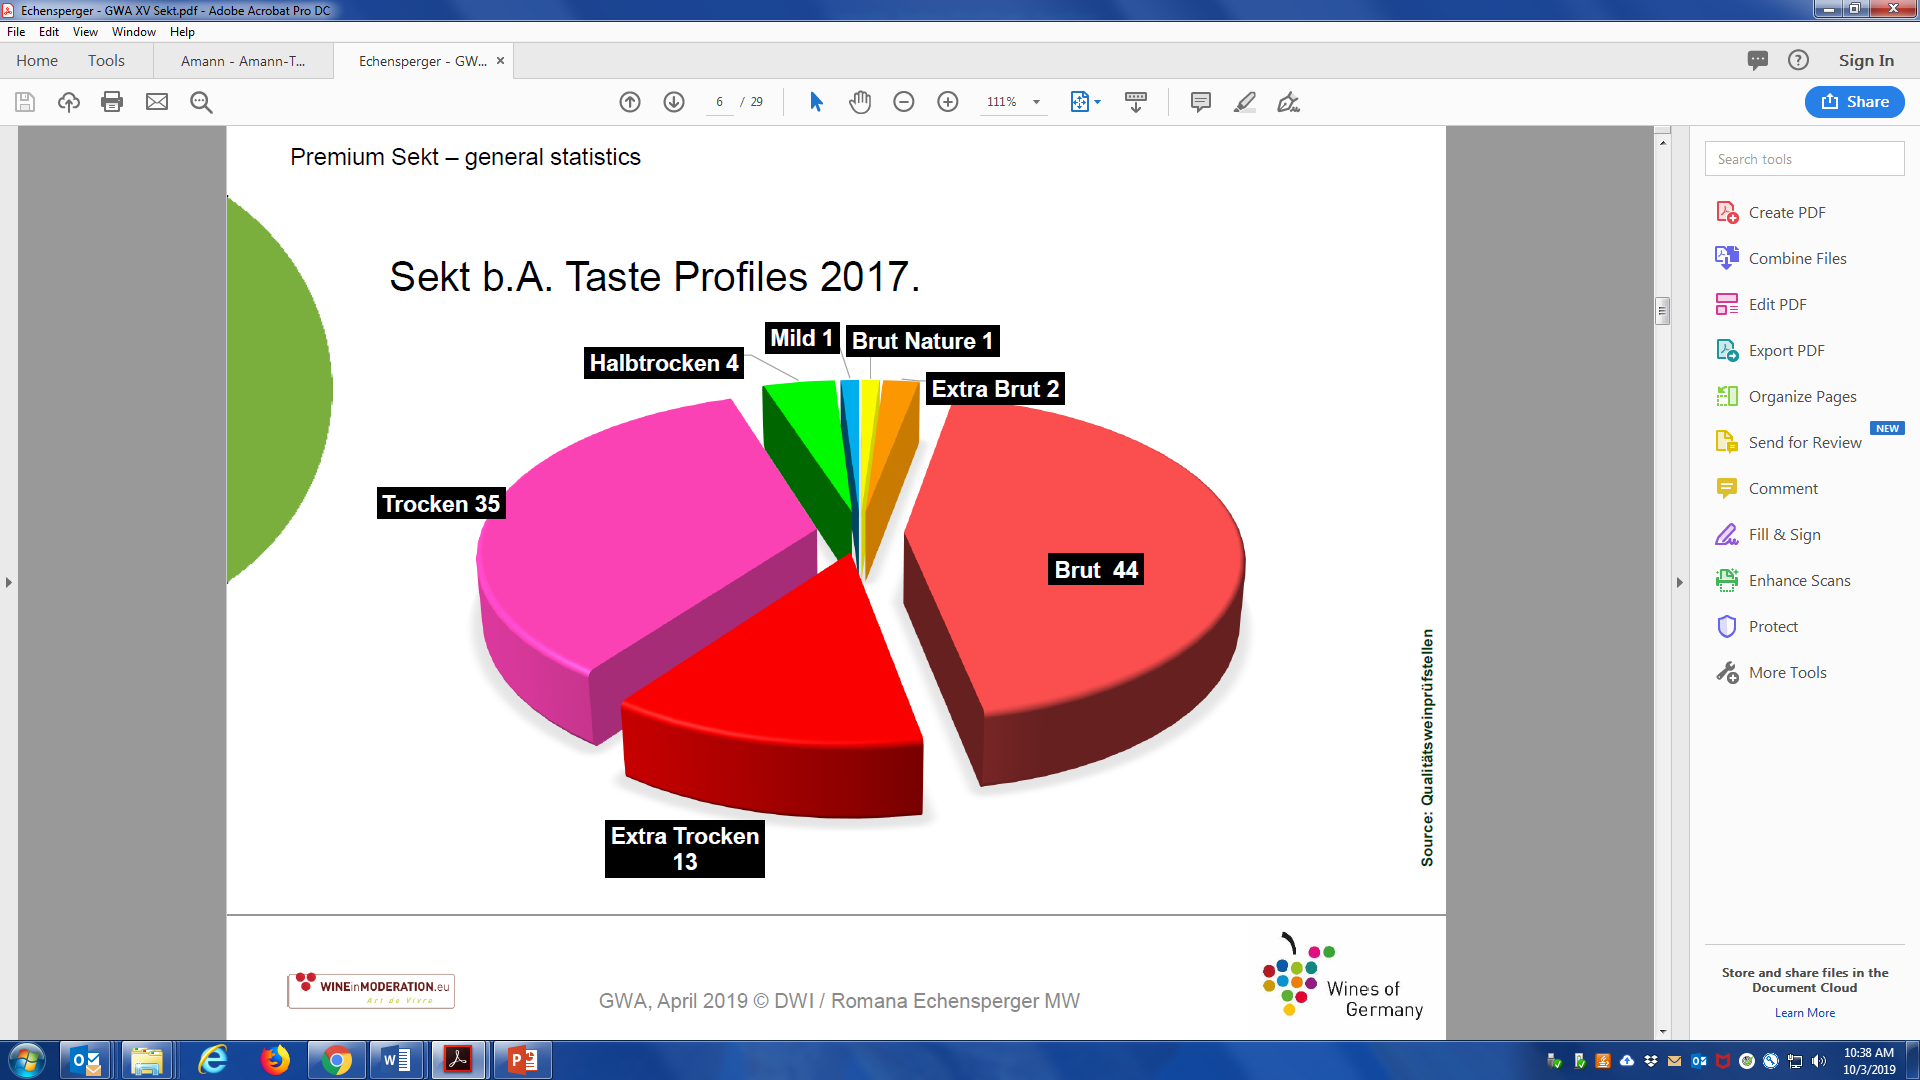 Echensperger - GWA XV Sekt.pdf - Adobe Acrobat Pro DC
File Edit View Window Help
Home Tools Amann - Amann-T... Echensperger - GW... ×
Sign In
6 / 29
111%
Share
Premium Sekt – general statistics
Sekt b.A. Taste Profiles 2017.
Mild 1
Brut Nature 1
Halbtrocken 4
Extra Brut 2
Trocken 35
Brut 44
Extra Trocken
13
Source: Qualitätsweinprüfstellen
WINEinMODERATION.eu
Art de Vivre
GWA, April 2019 © DWI / Romana Echensperger MW
Wines of
Germany
Search tools
Create PDF
Combine Files
Edit PDF
Export PDF
Organize Pages
Send for Review
NEW
Comment
Fill & Sign
Enhance Scans
Protect
More Tools
Store and share files in the
Document Cloud
Learn More
10:38 AM
10/3/2019